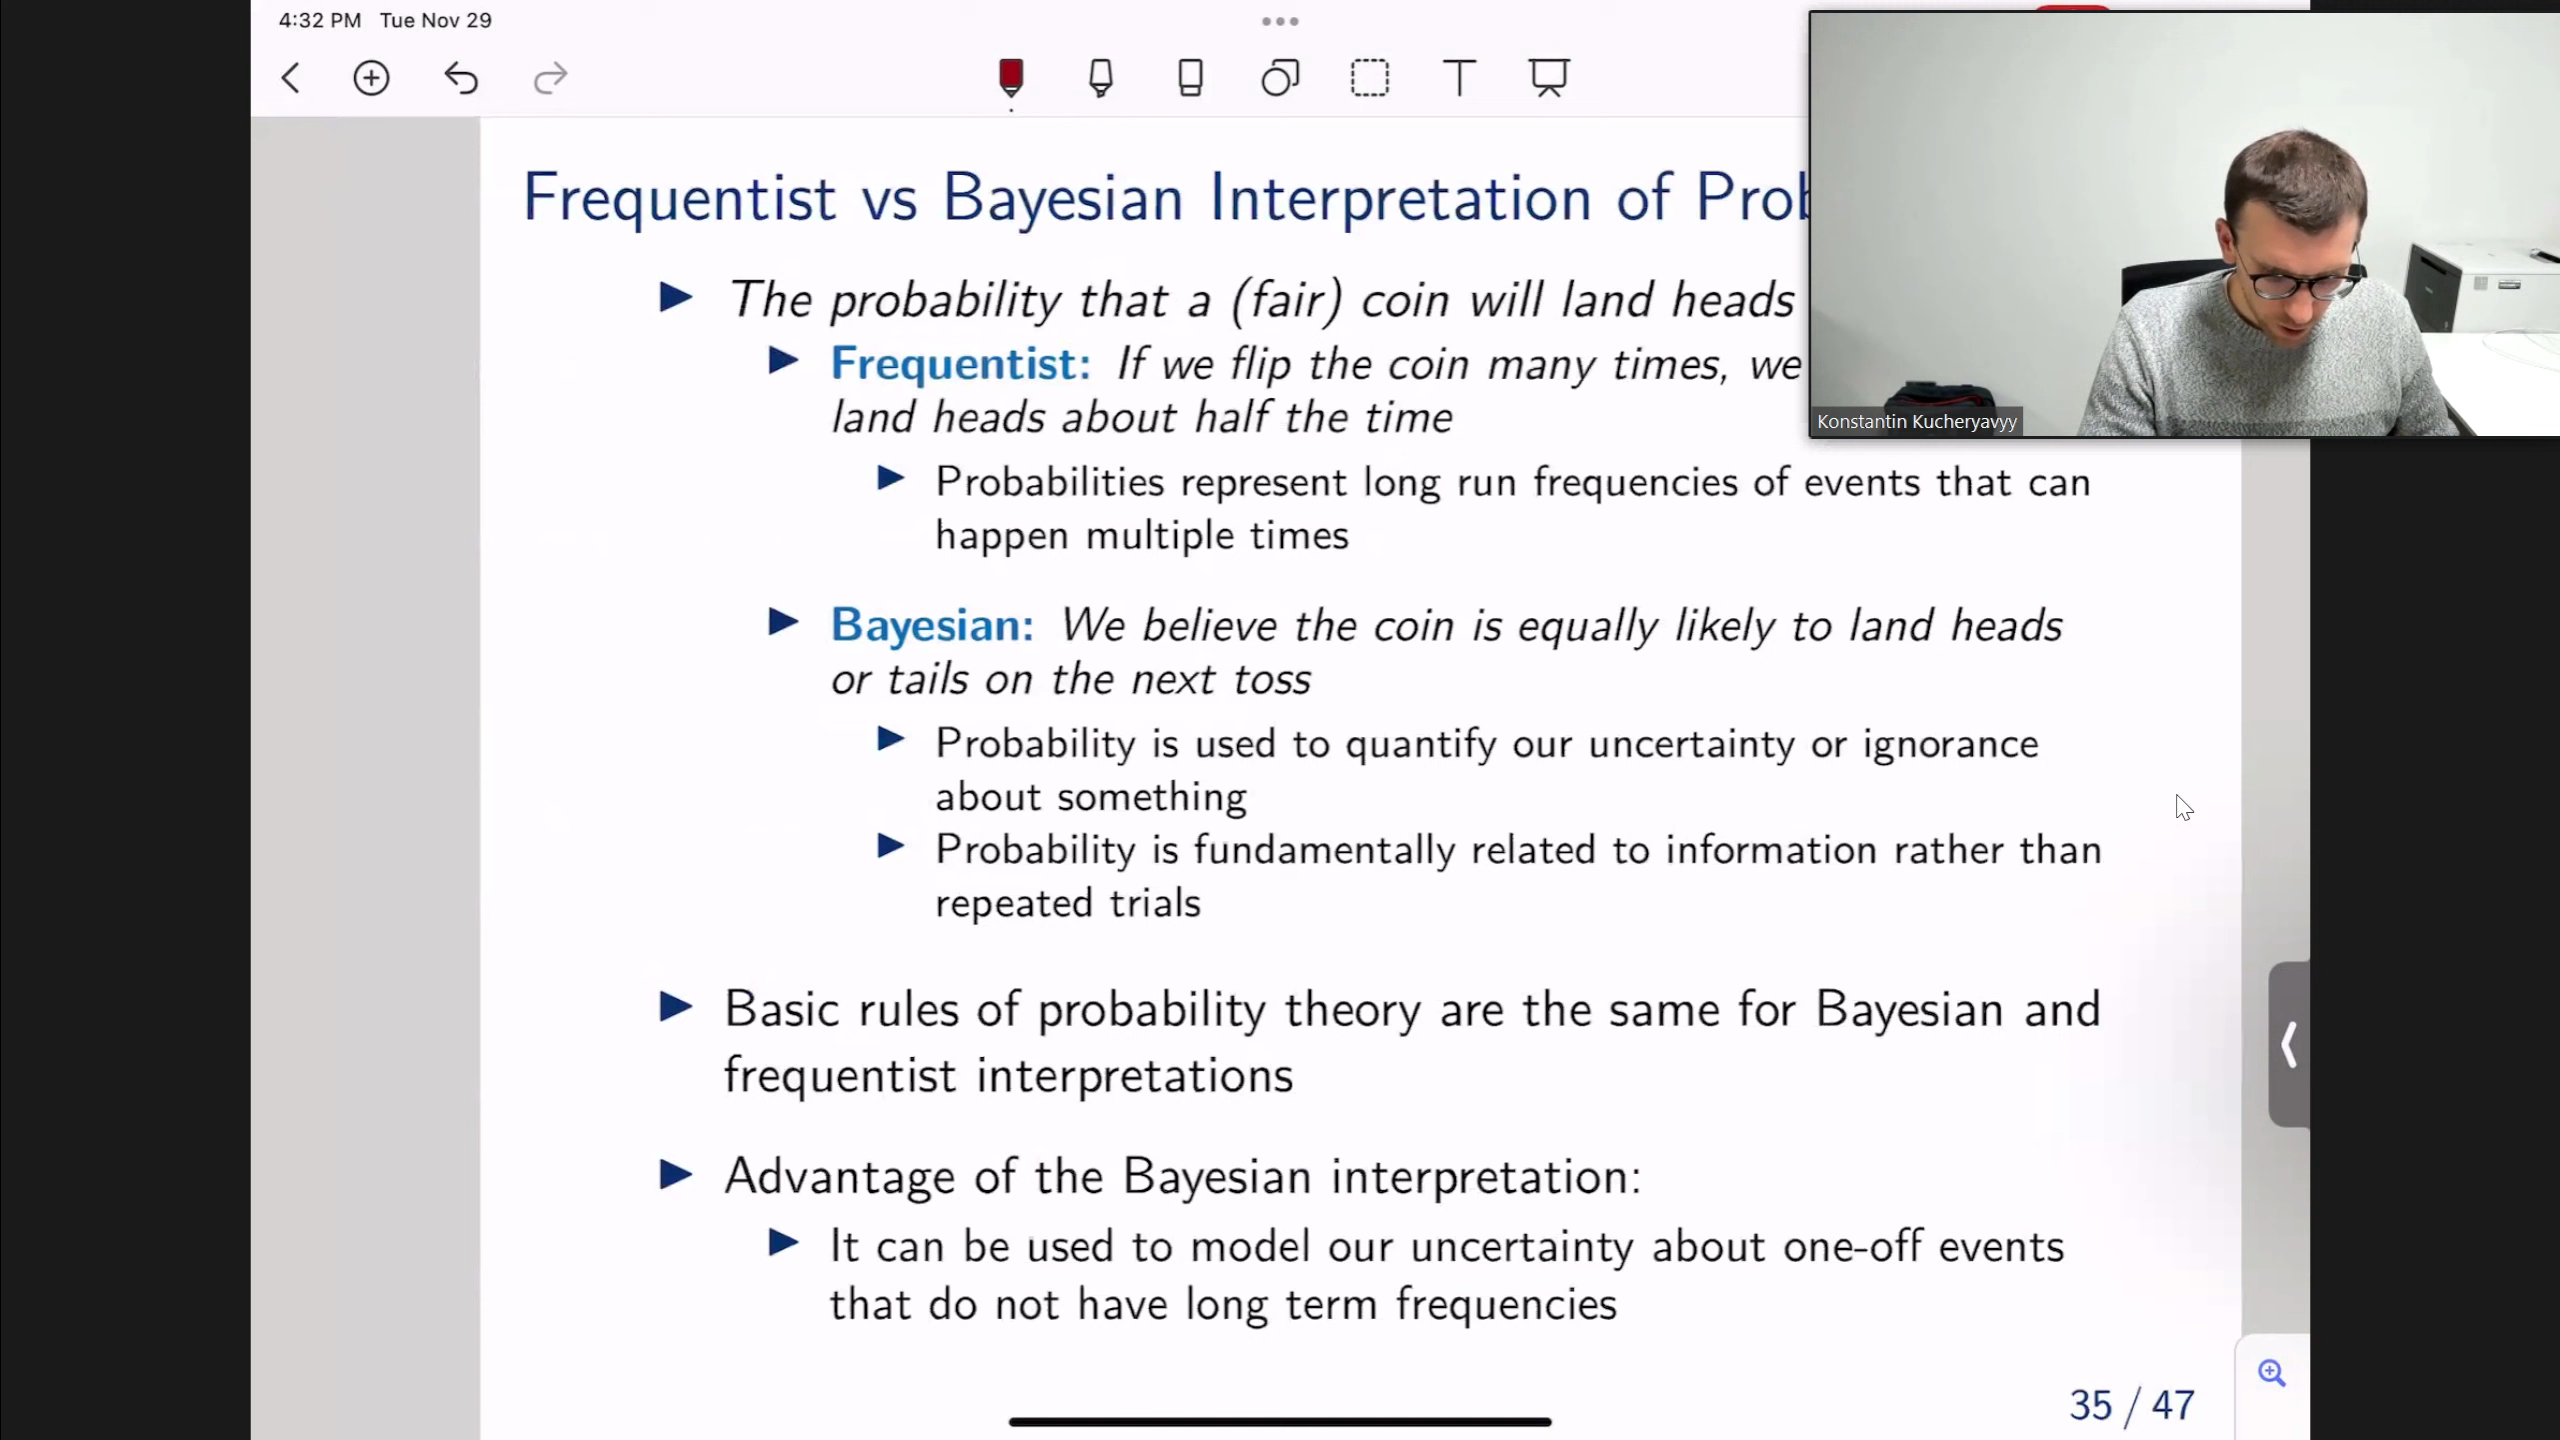 4:32 PM Tue Nov 29
Frequentist vs Bayesian Interpretation of
The probability that a (fair) coin will land heads
Frequentist: If we flip the coin many times, we
land heads about half the time
Konstantin Kucheryavyy
Probabilities represent long run frequencies of events that can
happen multiple times
Bayesian: We believe the coin is equally likely to land heads
or tails on the next toss
Probability is used to quantify our uncertainty or ignorance
about something
Probability is fundamentally related to information rather than
repeated trials
Basic rules of probability theory are the same for Bayesian and
frequentist interpretations
Advantage of the Bayesian interpretation:
It can be used to model our uncertainty about one-off events
that do not have long term frequencies
35 / 47